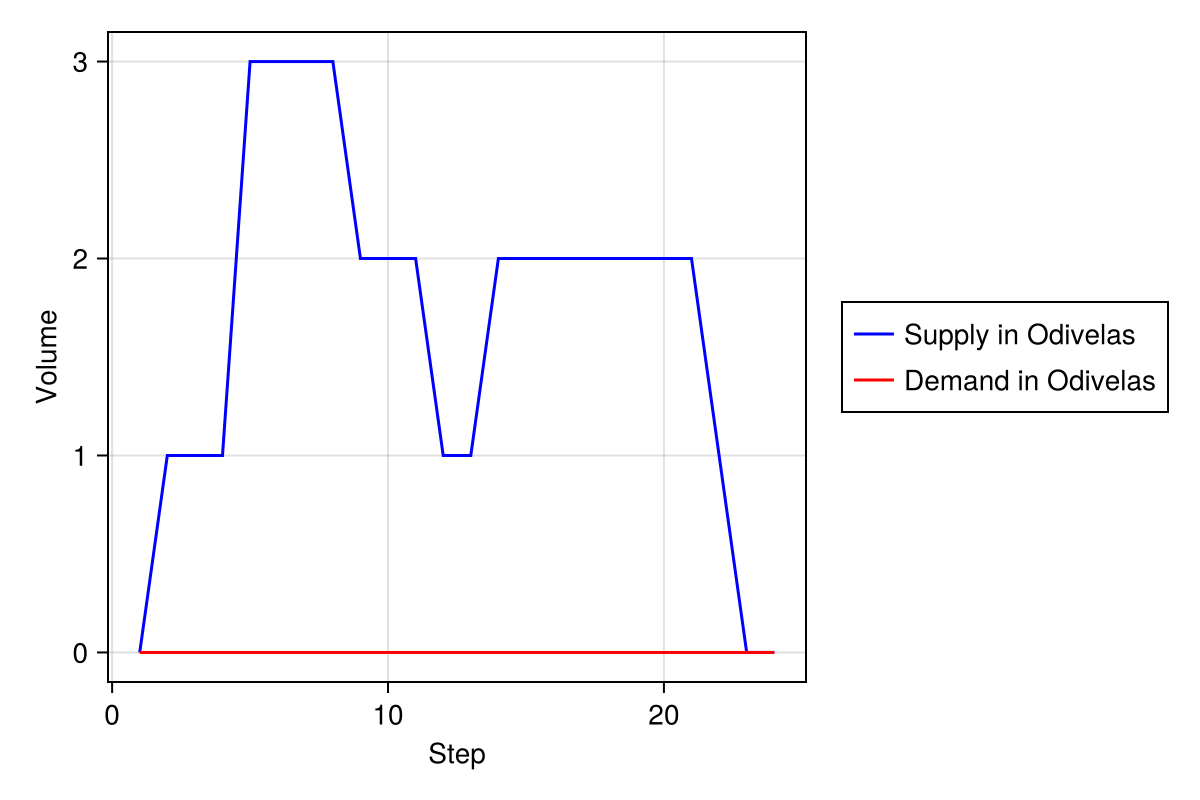 3
2
1
0
Volume
0 10 20
Step
Supply in Odivelas
Demand in Odivelas